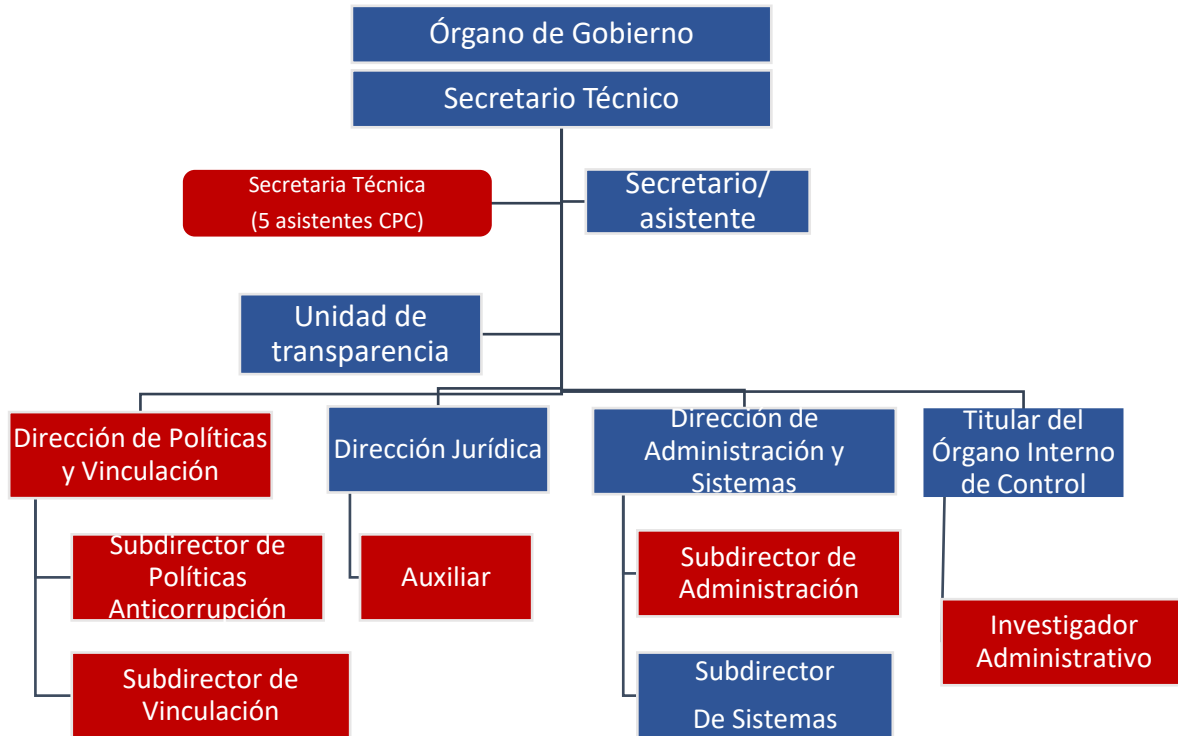 Órgano de Gobierno
Secretario Técnico
Secretaria Técnica
(5 asistentes CPC)
Secretario/
asistente
Unidad de
transparencia
Dirección de Políticas
y Vinculación
Dirección Jurídica
Dirección de
Administración y
Sistemas
Titular del
Órgano Interno
de Control
Subdirector de
Políticas
Anticorrupción
Auxiliar
Subdirector de
Administración
Investigador
Administrativo
Subdirector de
Vinculación
Subdirector
De Sistemas